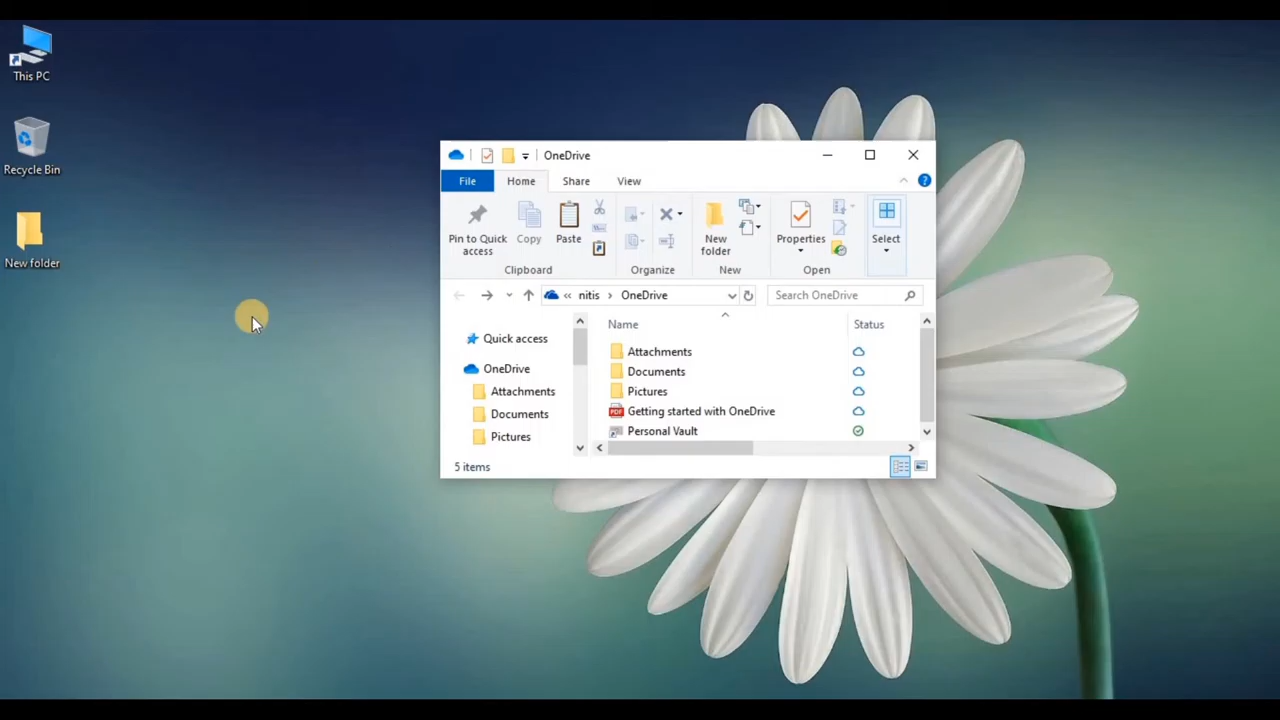 This PC
Recycle Bin
New folder
OneDrive
File Home Share View
Pin to Quick access
Copy
Paste
New folder
Properties
Select
Clipboard Organize New Open
« nitis › OneDrive
Search OneDrive
Quick access
OneDrive
Attachments
Documents
Pictures
Name Status
Attachments
Documents
Pictures
Getting started with OneDrive
Personal Vault
5 items